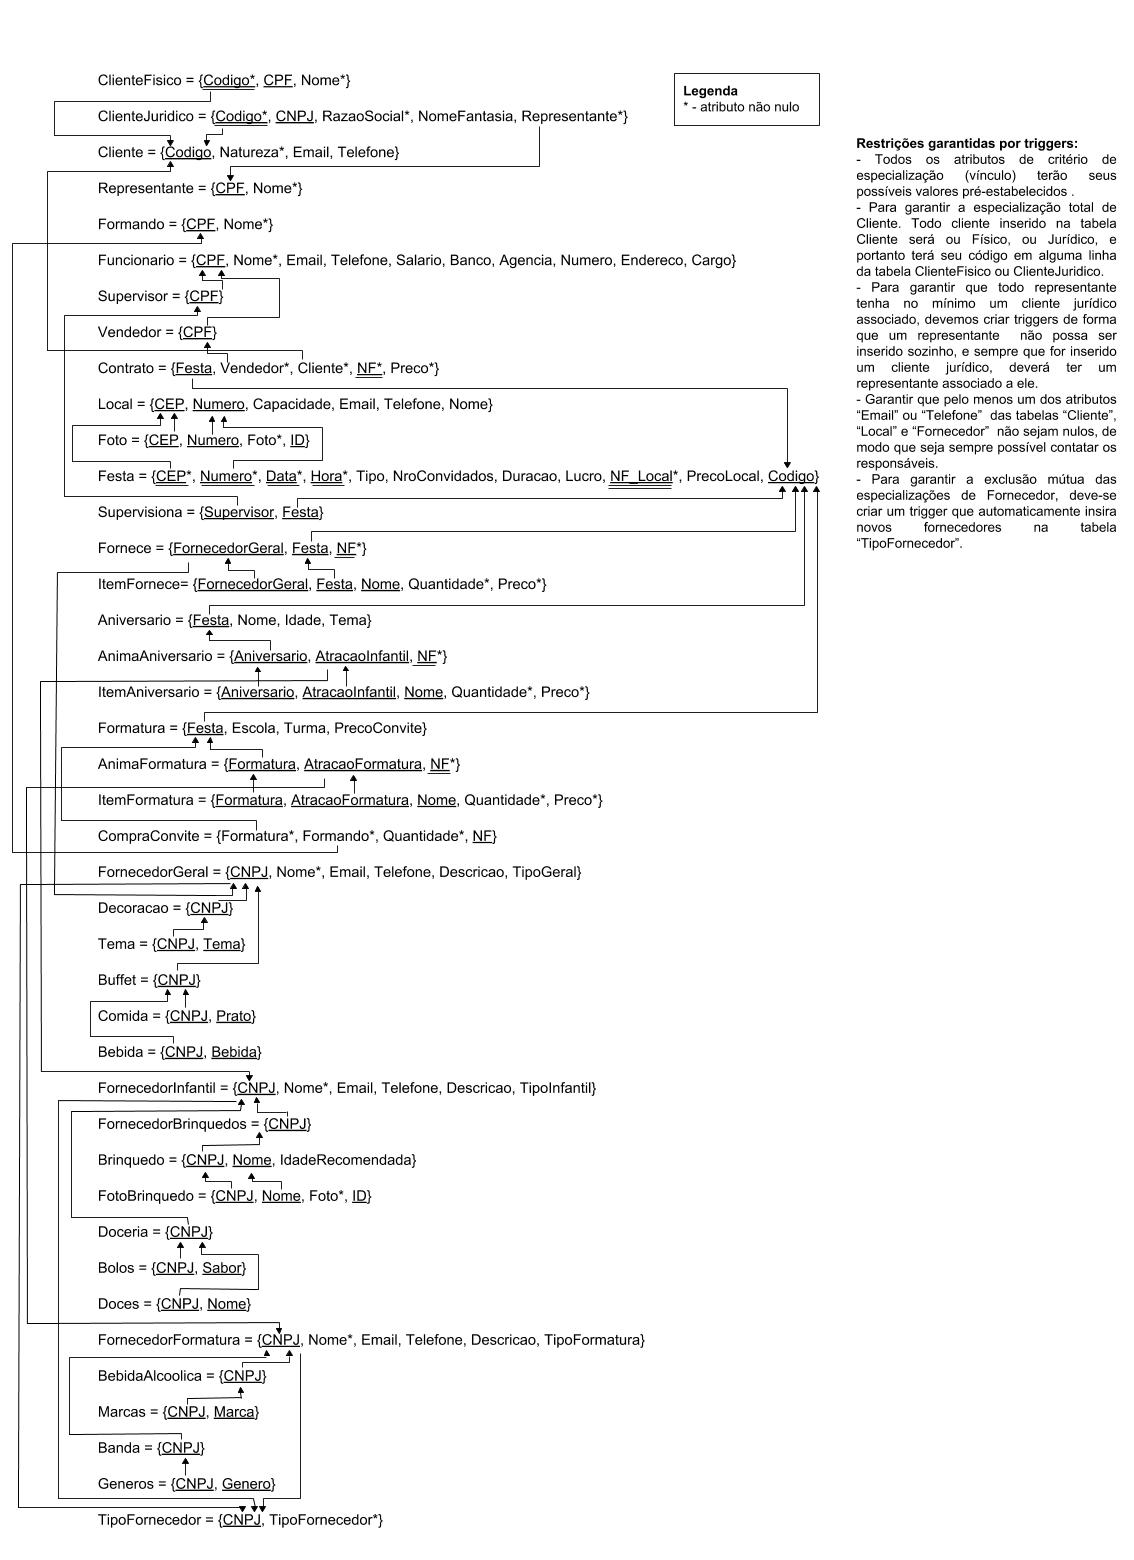 ClienteFisico = {Codigo*, CPF, Nome*}
ClienteJuridico = {Codigo*, CNPJ, RazaoSocial*, NomeFantasia, Representante*}
Cliente = {Codigo, Natureza*, Email, Telefone}
Representante = {CPF, Nome*}
Formando = {CPF, Nome*}
Funcionario = {CPF, Nome*, Email, Telefone, Salario, Banco, Agencia, Numero, Endereco, Cargo}
Supervisor = {CPF}
Vendedor = {CPF}
Contrato = {Festa, Vendedor*, Cliente*, NF*, Preco*}
Local = {CEP, Numero, Capacidade, Email, Telefone, Nome}
Foto = {CEP, Numero, Foto*, ID}
Festa = {CEP*, Numero*, Data*, Hora*, Tipo, NroConvidados, Duracao, Lucro, NF_Local*, PrecoLocal, Codigo}
Supervisiona = {Supervisor, Festa}
Fornece = {FornecedorGeral, Festa, NF*}
ItemFornece= {FornecedorGeral, Festa, Nome, Quantidade*, Preco*}
Aniversario = {Festa, Nome, Idade, Tema}
AnimaAniversario = {Aniversario, AtracaoInfantil, NF*}
ItemAniversario = {Aniversario, AtracaoInfantil, Nome, Quantidade*, Preco*}
Formatura = {Festa, Escola, Turma, PrecoConvite}
AnimaFormatura = {Formatura, AtracaoFormatura, NF*}
ItemFormatura = {Formatura, AtracaoFormatura, Nome, Quantidade*, Preco*}
CompraConvite = {Formatura*, Formando*, Quantidade*, NF}
FornecedorGeral = {CNPJ, Nome*, Email, Telefone, Descricao, TipoGeral}
Decoracao = {CNPJ}
Tema = {CNPJ, Tema}
Buffet = {CNPJ}
Comida = {CNPJ, Prato}
Bebida = {CNPJ, Bebida}
FornecedorInfantil = {CNPJ, Nome*, Email, Telefone, Descricao, TipoInfantil}
FornecedorBrinquedos = {CNPJ}
Brinquedo = {CNPJ, Nome, IdadeRecomendada}
FotoBrinquedo = {CNPJ, Nome, Foto*, ID}
Doceria = {CNPJ}
Bolos = {CNPJ, Sabor}
Doces = {CNPJ, Nome}
FornecedorFormatura = {CNPJ, Nome*, Email, Telefone, Descricao, TipoFormatura}
BebidaAlcoolica = {CNPJ}
Marcas = {CNPJ, Marca}
Banda = {CNPJ}
Generos = {CNPJ, Genero}
TipoFornecedor = {CNPJ, TipoFornecedor*}
Legenda
* - atributo não nulo
Restrições garantidas por triggers:
- Todos os atributos de critério de
especialização (vínculo) terão seus
possíveis valores pré-estabelecidos .
- Para garantir a especialização total de
Cliente. Todo cliente inserido na tabela
Cliente será ou Físico, ou Jurídico, e
portanto terá seu código em alguma linha
da tabela ClienteFisico ou ClienteJuridico.
- Para garantir que todo representante
tenha no mínimo um cliente jurídico
associado, devemos criar triggers de forma
que um representante não possa ser
inserido sozinho, e sempre que for inserido
um cliente jurídico, deverá ter um
representante associado a ele.
- Garantir que pelo menos um dos atributos
“Email” ou “Telefone” das tabelas “Cliente”,
“Local” e “Fornecedor” não sejam nulos, de
modo que seja sempre possível contatar os
responsáveis.
- Para garantir a exclusão mútua das
especializações de Fornecedor, deve-se
criar um trigger que automaticamente insira
novos fornecedores na tabela
“TipoFornecedor”.